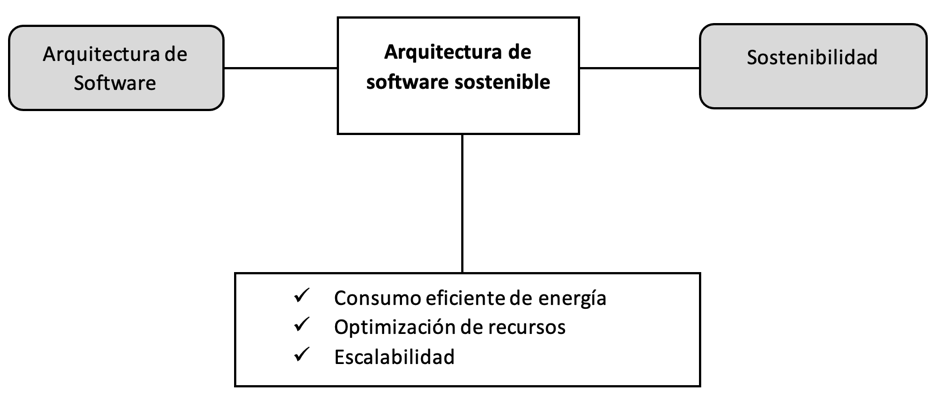 Arquitectura de
Software
Arquitectura de
software sostenible
Sostenibilidad
✓ Consumo eficiente de energía
✓ Optimización de recursos
✓ Escalabilidad